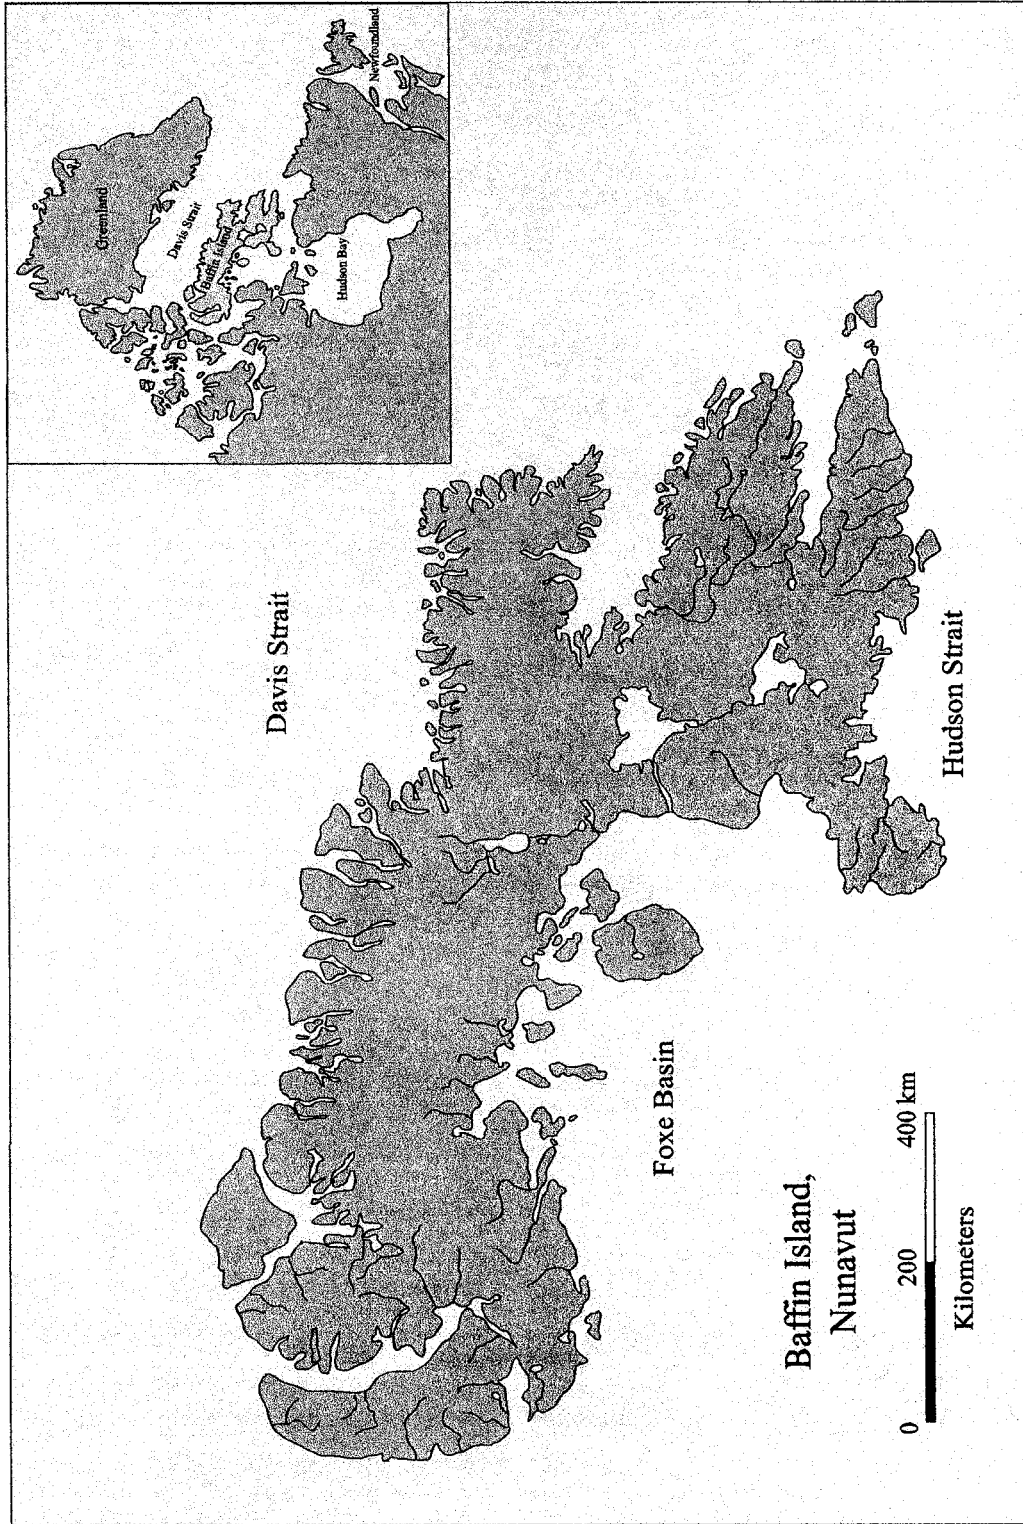 Greenland
Davis Strait
Baffin Island
Hudson Bay
Newfoundland
Davis Strait
Foxe Basin
Hudson Strait
Baffin Island,
Nunavut
0 200 400 km
Kilometers